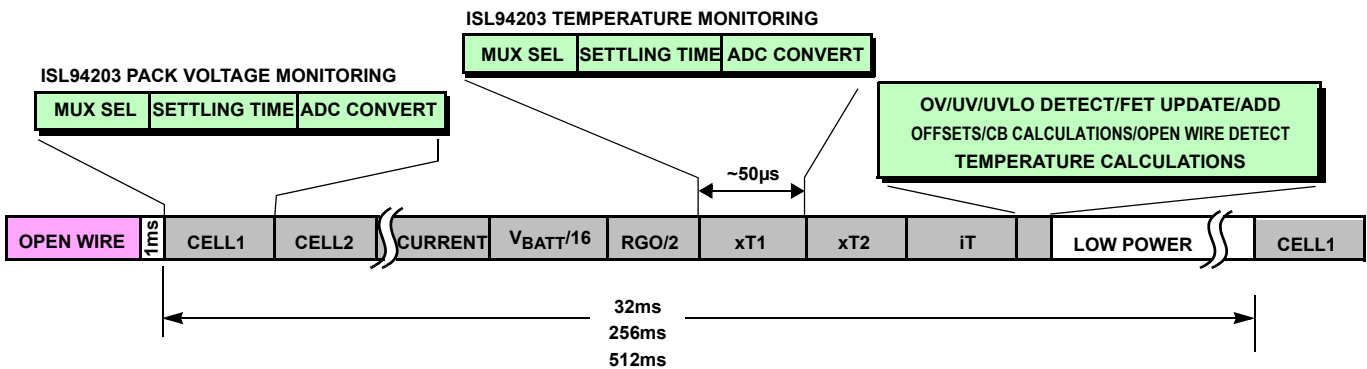 ISL94203 TEMPERATURE MONITORING
MUX SEL SETTLING TIME ADC CONVERT
ISL94203 PACK VOLTAGE MONITORING
MUX SEL SETTLING TIME ADC CONVERT
OV/UV/UVLO DETECT/FET UPDATE/ADD
OFFSETS/CB CALCULATIONS/OPEN WIRE DETECT
TEMPERATURE CALCULATIONS
~50µs
OPEN WIRE 1ms CELL1 CELL2 CURRENT VBATT/16 RGO/2 xT1 xT2 iT LOW POWER CELL1
32ms
256ms
512ms